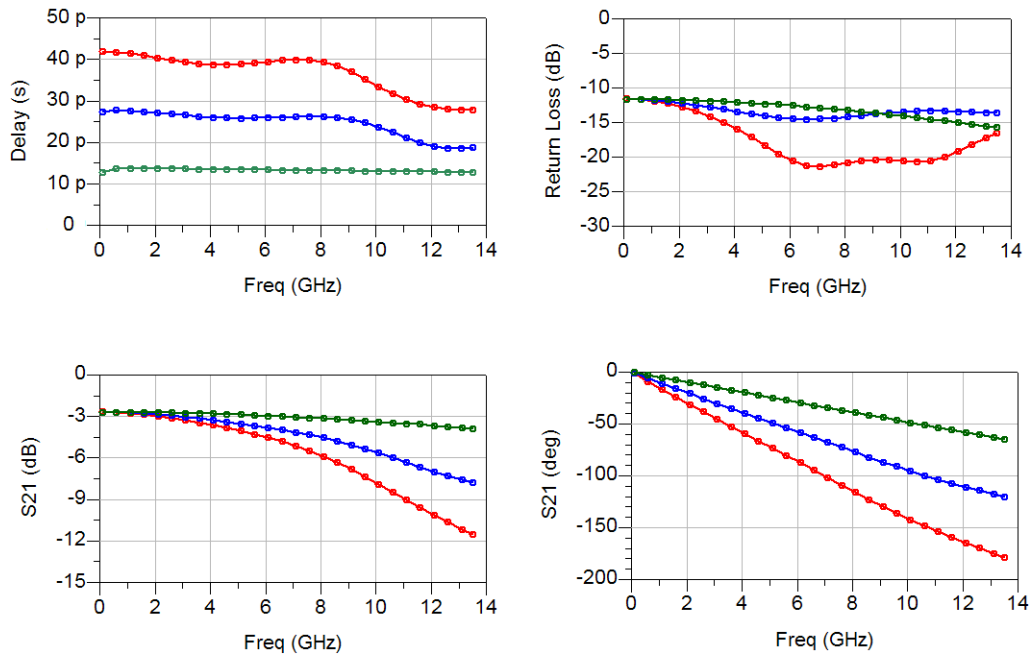 50 p
40 p
30 p
20 p
10 p
0
Delay (s)
0 2 4 6 8 10 12 14
Freq (GHz)
0
-5
-10
-15
-20
-25
-30
Return Loss (dB)
0 2 4 6 8 10 12 14
Freq (GHz)
0
-3
-6
-9
-12
-15
S21 (dB)
0 2 4 6 8 10 12 14
Freq (GHz)
0
-50
-100
-150
-200
S21 (deg)
0 2 4 6 8 10 12 14
Freq (GHz)